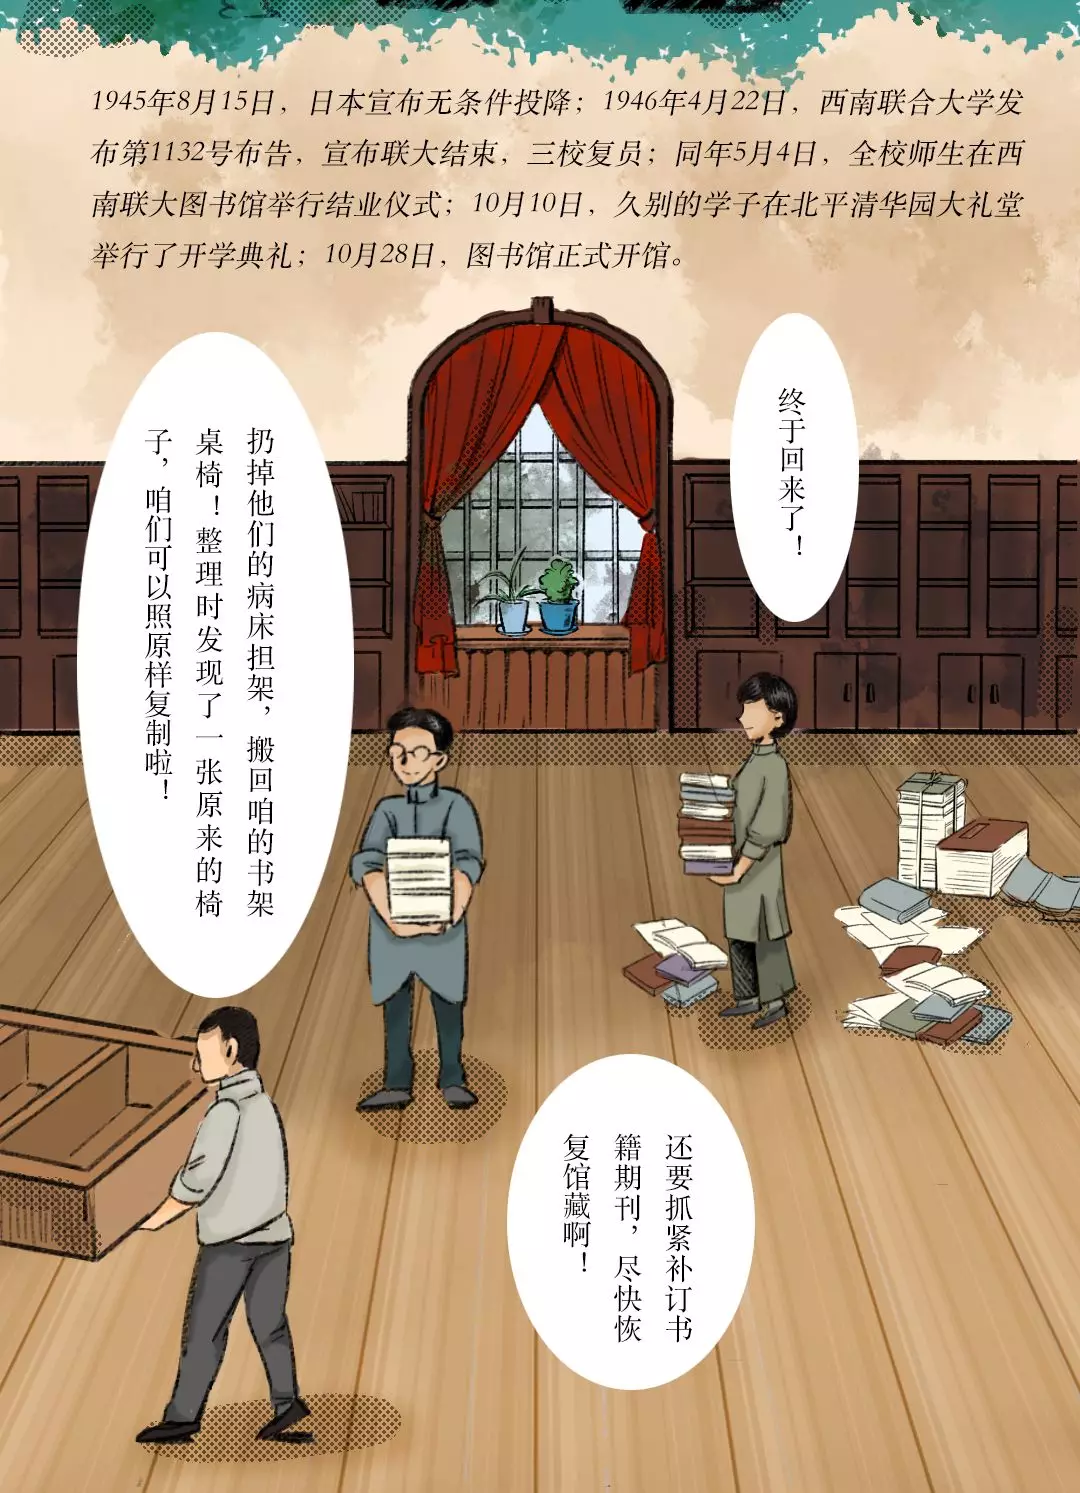 1945年8月15日，日本宣布无条件投降；1946年4月22日，西南联合大学发
布第1132号布告，宣布联大结束，三校复员；同年5月4日，全校师生在西
南联大图书馆举行结业仪式；10月10日，久别的学子在北平清华园大礼堂
举行了开学典礼；10月28日，图书馆正式开馆。
终于回来了！
扔掉他们的病床担架，搬回咱的书架
桌椅！整理时发现了一张原来的椅
子，咱们可以照原样复制啦！
还要抓紧补订书
籍期刊，尽快恢
复馆藏啊！